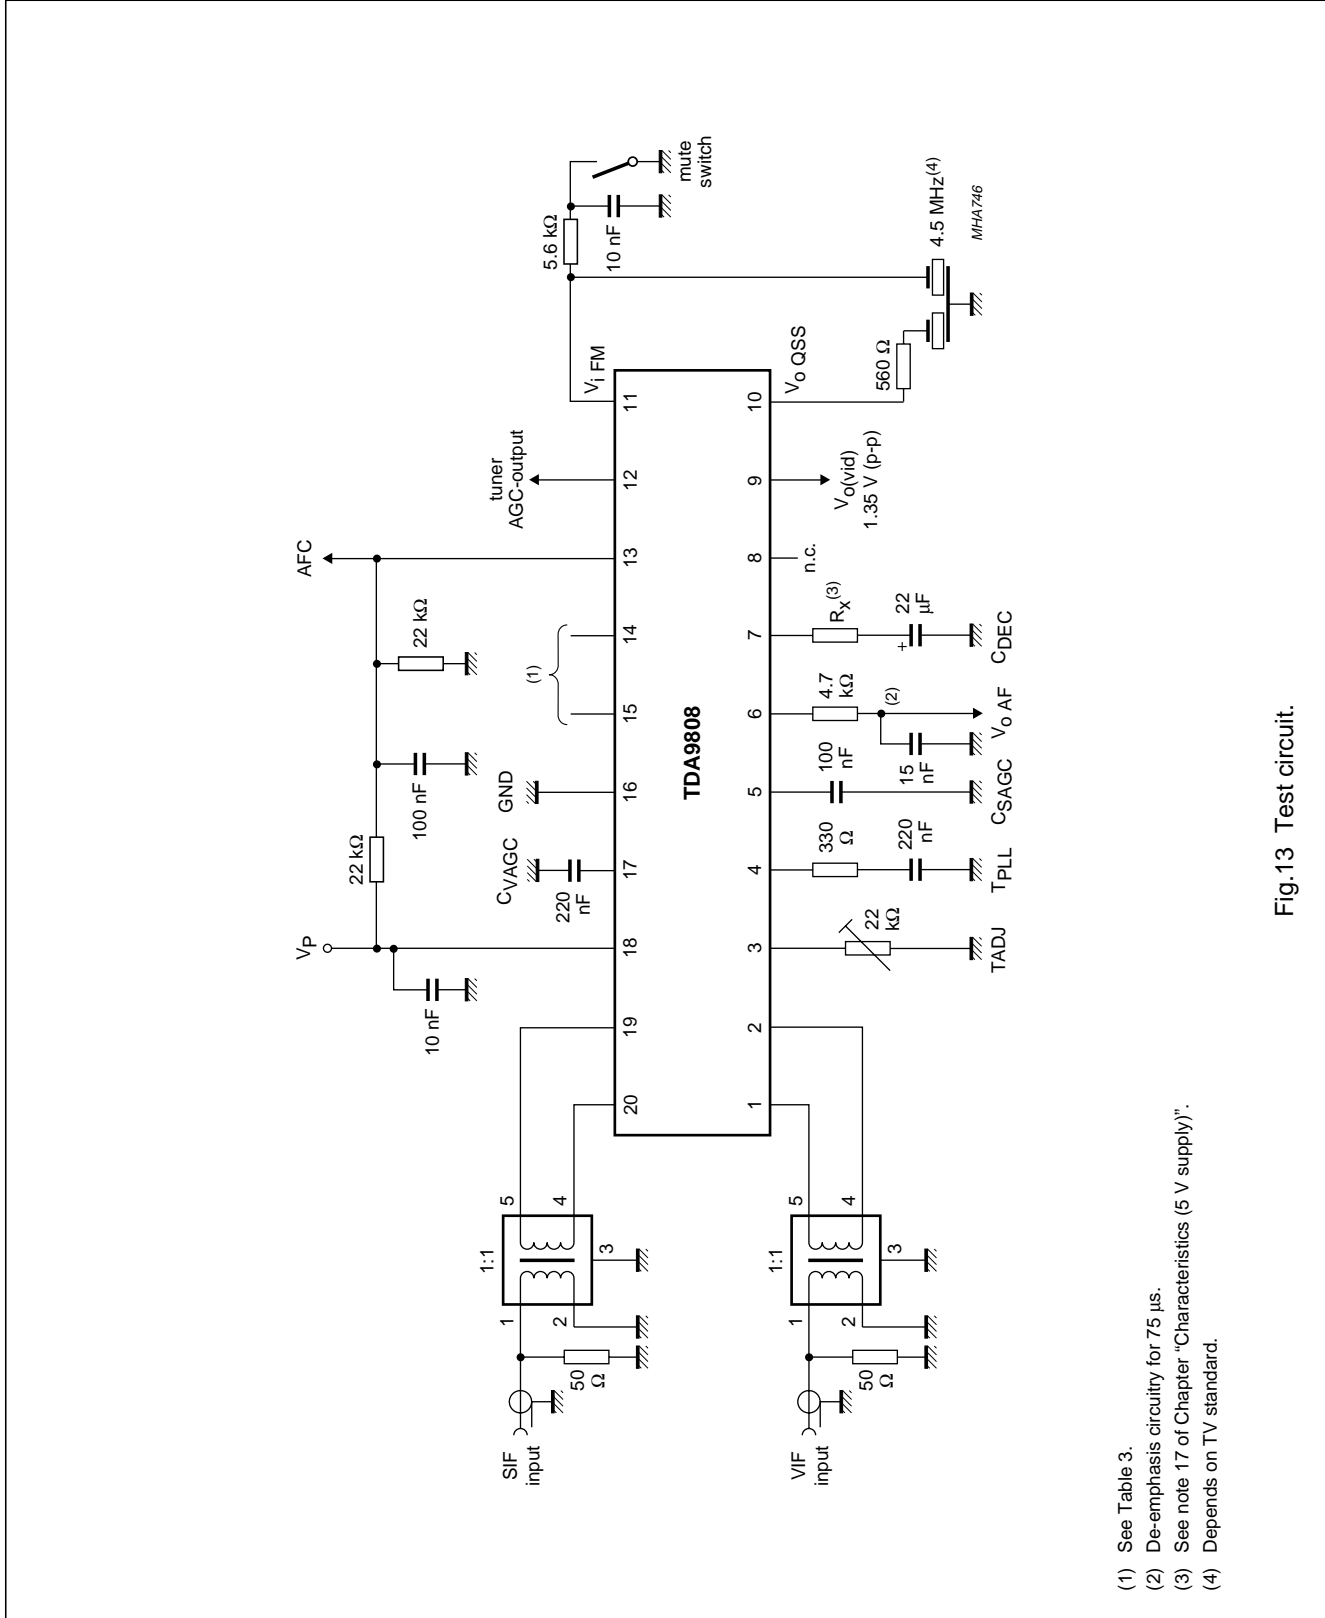 SIF
input
50
Ω
1
2
1:1
3
5
4
VIF
input
50
Ω
1
2
1:1
3
5
4
VP
10 nF
22 kΩ
100 nF
22 kΩ
AFC
CVAGC
220
nF
GND
(1)
tuner
AGC-output
Vi FM
5.6 kΩ
10 nF
mute
switch
20
19
18
17
16
15
14
13
12
11
TDA9808
1
2
3
4
5
6
7
8
9
10
22
kΩ
TADJ
330
Ω
220
nF
TPLL
100
nF
CSAGC
4.7
kΩ
(2)
15
nF
Vo AF
Rx(3)
+
22
µF
CDEC
n.c.
Vo(vid)
1.35 V (p-p)
Vo QSS
560 Ω
4.5 MHz(4)
MHA746
(1) See Table 3.
(2) De-emphasis circuitry for 75 µs.
(3) See note 17 of Chapter “Characteristics (5 V supply)”.
(4) Depends on TV standard.
Fig.13 Test circuit.